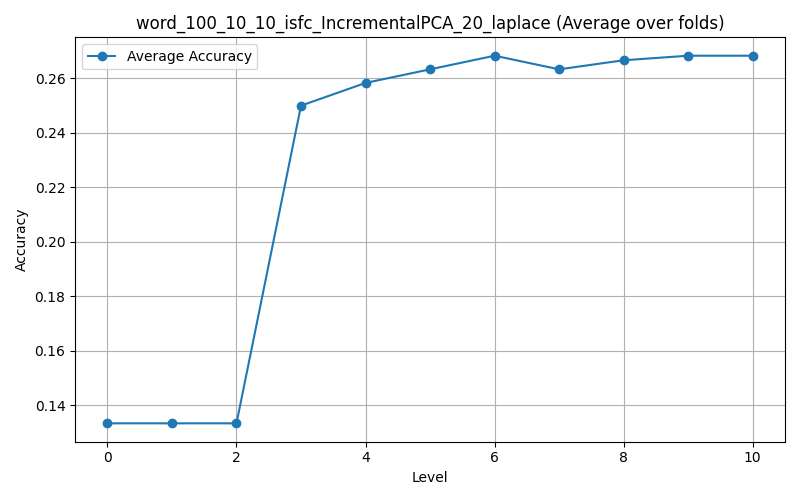 word_100_10_10_isfc_IncrementalPCA_20_laplace (Average over folds)
Average Accuracy
Accuracy
0.26
0.24
0.22
0.20
0.18
0.16
0.14
0 2 4 6 8 10
Level